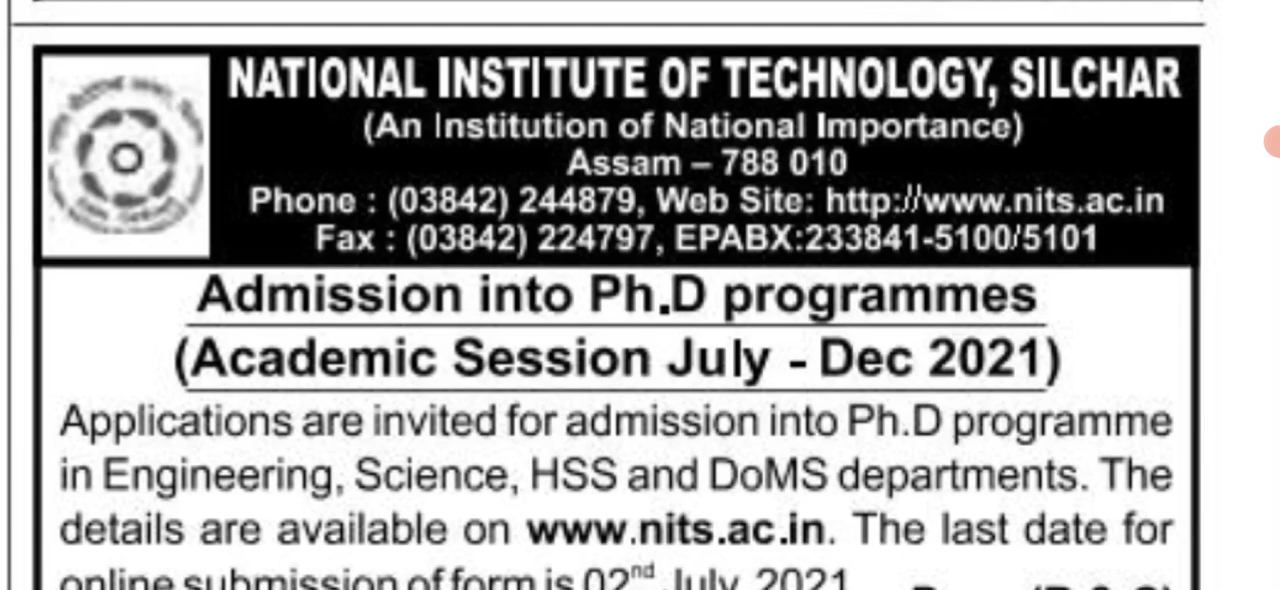 NATIONAL INSTITUTE OF TECHNOLOGY, SILCHAR
(An Institution of National Importance)
Assam – 788 010
Phone : (03842) 244879, Web Site: http://www.nits.ac.in
Fax : (03842) 224797, EPABX:233841-5100/5101
Admission into Ph.D programmes
(Academic Session July - Dec 2021)
Applications are invited for admission into Ph.D programme
in Engineering, Science, HSS and DoMS departments. The
details are available on www.nits.ac.in. The last date for
online submission of form is 02nd July, 2021